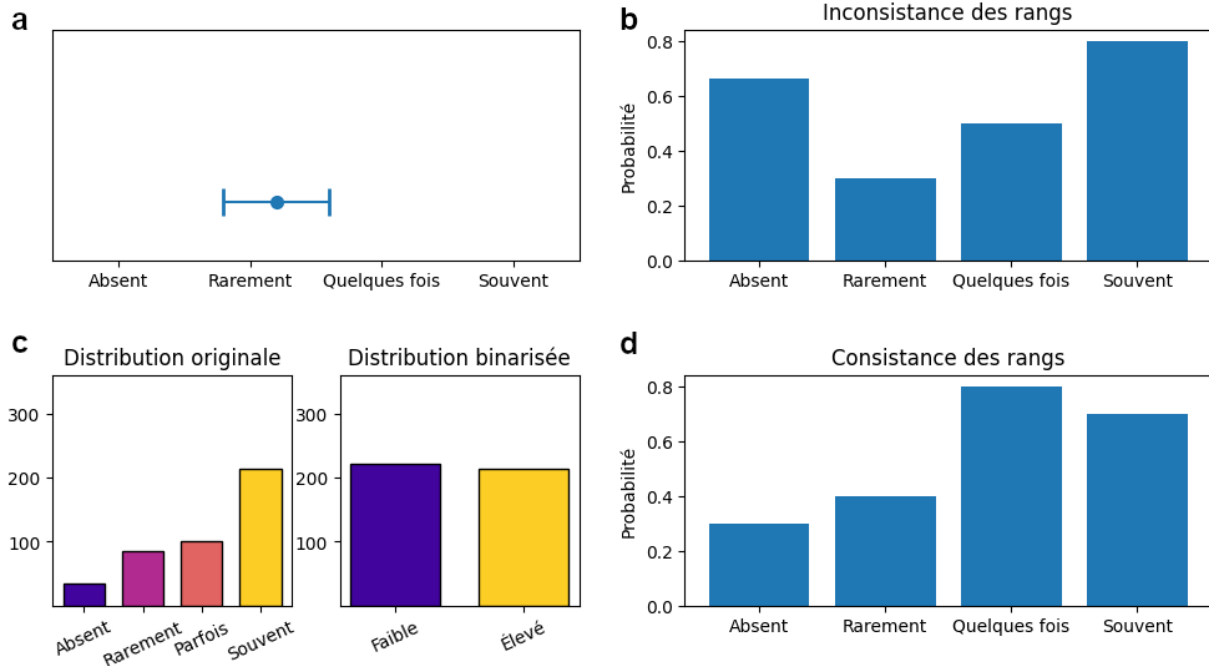 a
Absent Rarement Quelques fois Souvent
b
Inconsistance des rangs
Probabilité
0.8
0.6
0.4
0.2
0.0
Absent Rarement Quelques fois Souvent
c
Distribution originale
300
200
100
Absent Rarement Parfois Souvent
Distribution binarisée
300
200
100
Faible Élevé
d
Consistance des rangs
Probabilité
0.8
0.6
0.4
0.2
0.0
Absent Rarement Quelques fois Souvent